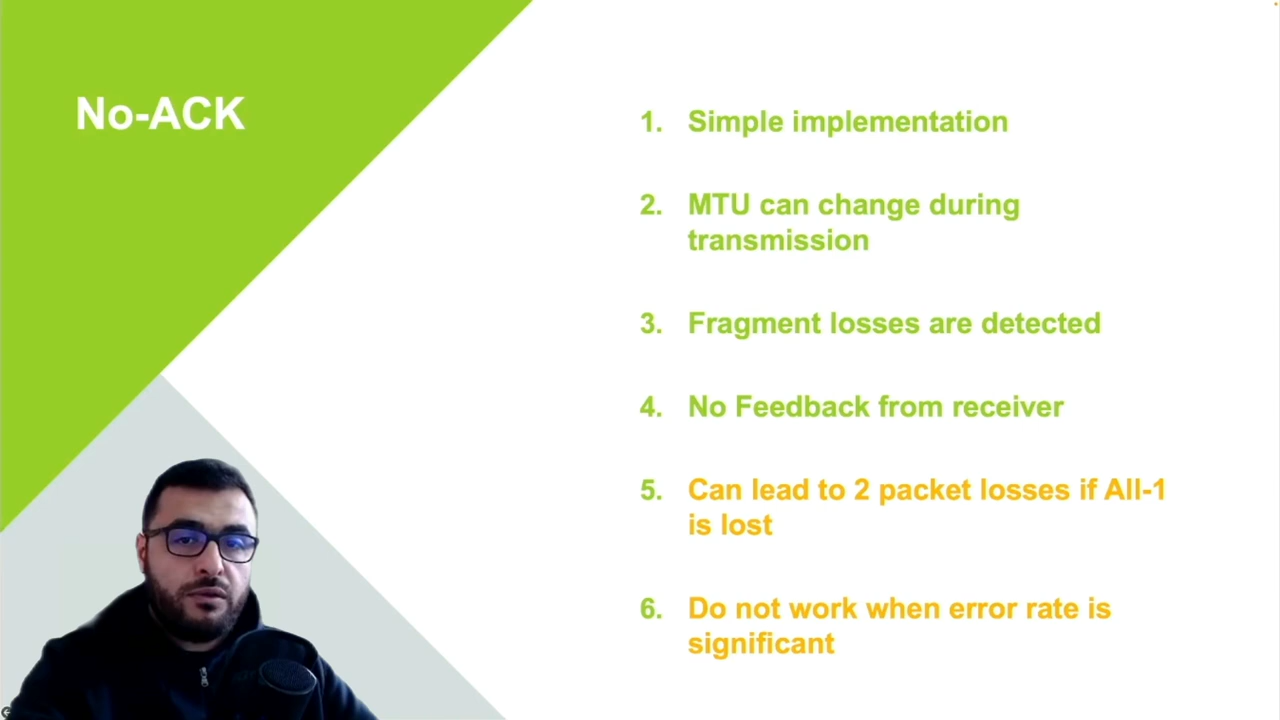 No-ACK
1. Simple implementation
2. MTU can change during
transmission
3. Fragment losses are detected
4. No Feedback from receiver
5. Can lead to 2 packet losses if All-1
is lost
6. Do not work when error rate is
significant